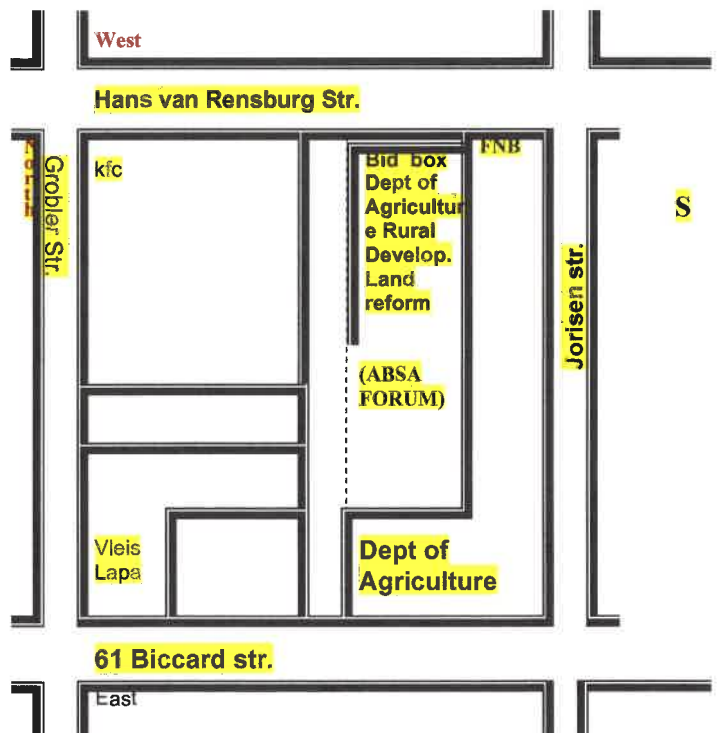 West
Hans van Rensburg Str.
North
Grobler Str.
kfc
Bid box
Dept of
Agricultur
e Rural
Develop.
Land
reform
FNB
S
Jorisen str.
(ABSA
FORUM)
Vleis
Lapa
Dept of
Agriculture
61 Biccard str.
East